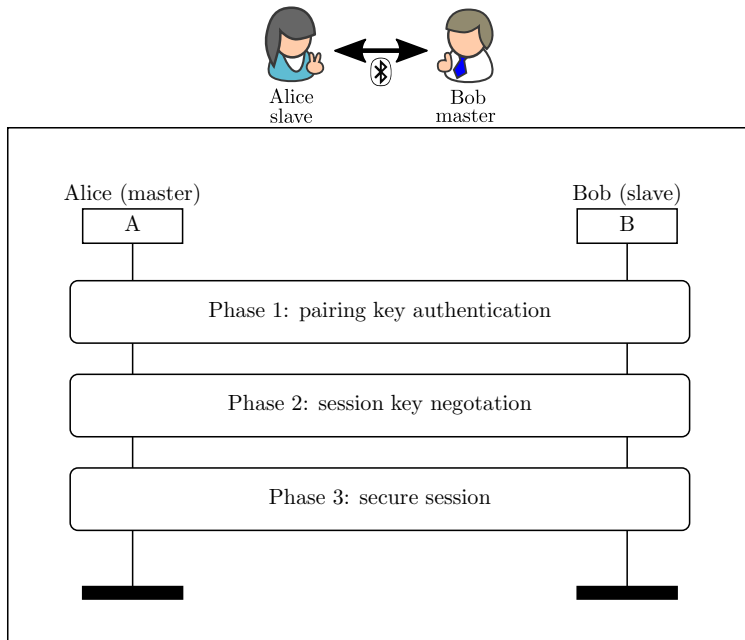 Alice
slave
Bob
master
Alice (master)
Bob (slave)
A
B
Phase 1: pairing key authentication
Phase 2: session key negotation
Phase 3: secure session